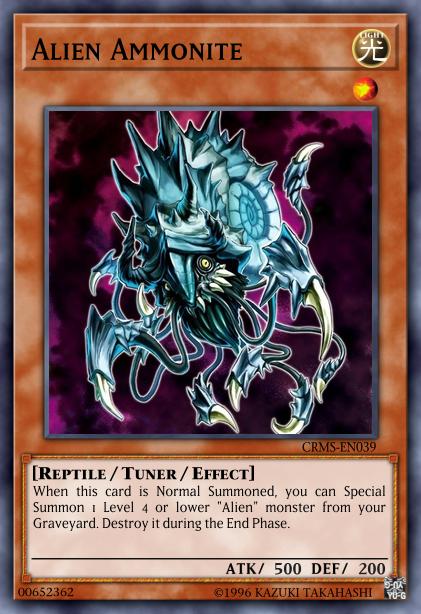 ALIEN AMMONITE
LIGHT
光
CRMS-EN039
[REPTILE / TUNER / EFFECT]
When this card is Normal Summoned, you can Special
Summon 1 Level 4 or lower "Alien" monster from your
Graveyard. Destroy it during the End Phase.
ATK/ 500 DEF/ 200
00652362
©1996 KAZUKI TAKAHASHI